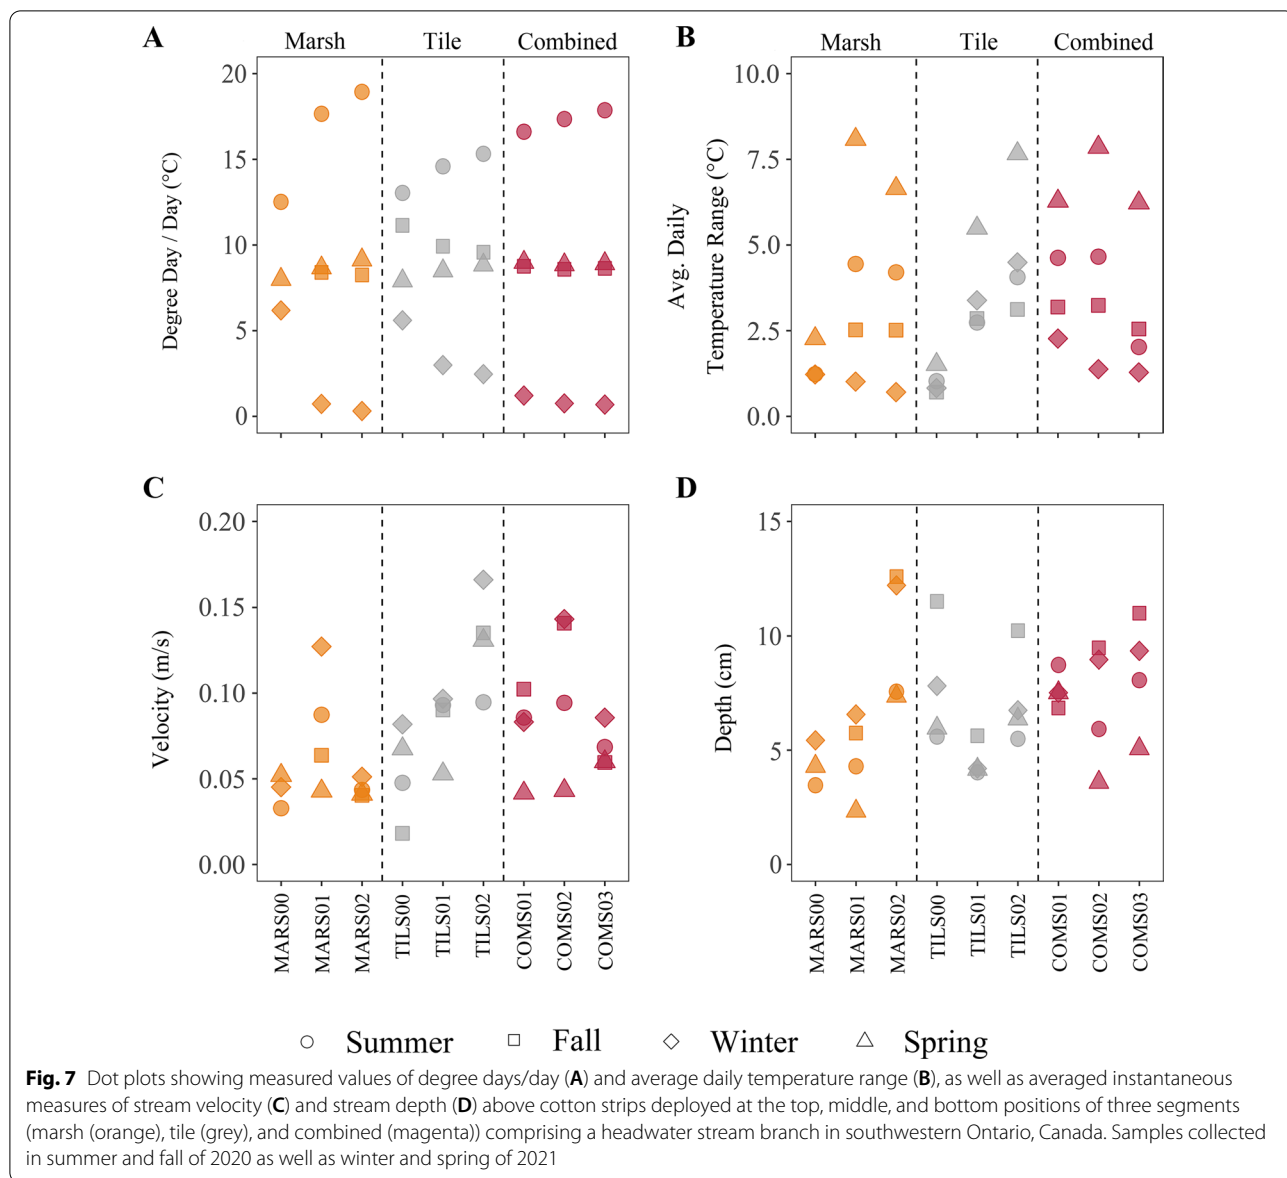 A
Marsh Tile Combined
Degree Day / Day (°C)
20
15
10
5
0
B
Marsh Tile Combined
Avg. Daily
Temperature Range (°C)
10.0
7.5
5.0
2.5
0.0
C
Velocity (m/s)
0.20
0.15
0.10
0.05
0.00
MARS00
MARS01
MARS02
TILS00
TILS01
TILS02
COMS01
COMS02
COMS03
D
Depth (cm)
15
10
5
0
MARS00
MARS01
MARS02
TILS00
TILS01
TILS02
COMS01
COMS02
COMS03
Summer Fall Winter Spring
Fig. 7 Dot plots showing measured values of degree days/day (A) and average daily temperature range (B), as well as averaged instantaneous
measures of stream velocity (C) and stream depth (D) above cotton strips deployed at the top, middle, and bottom positions of three segments
(marsh (orange), tile (grey), and combined (magenta)) comprising a headwater stream branch in southwestern Ontario, Canada. Samples collected
in summer and fall of 2020 as well as winter and spring of 2021